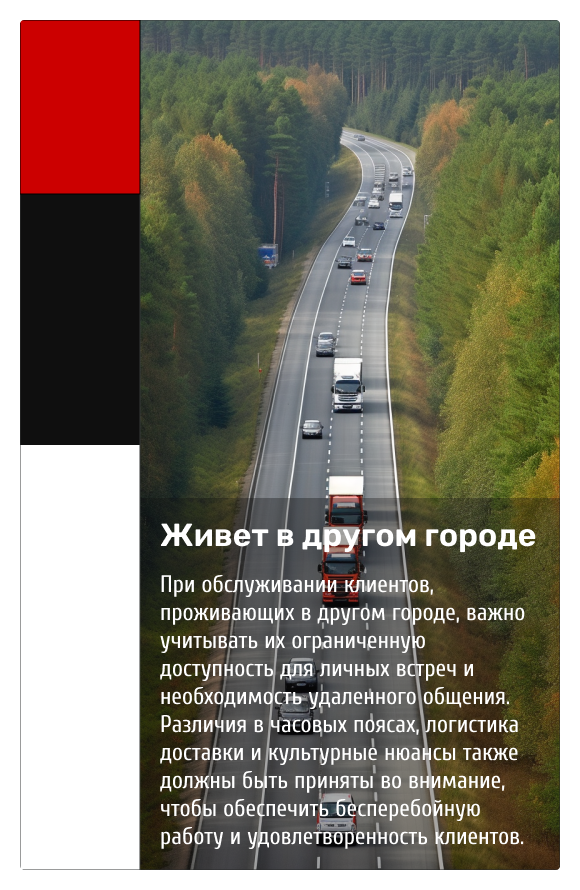 Живет в другом городе
При обслуживании клиентов,
проживающих в другом городе, важно
учитывать их ограниченную
доступность для личных встреч и
необходимость удаленного общения.
Различия в часовых поясах, логистика
доставки и культурные нюансы также
должны быть приняты во внимание,
чтобы обеспечить бесперебойную
работу и удовлетворенность клиентов.